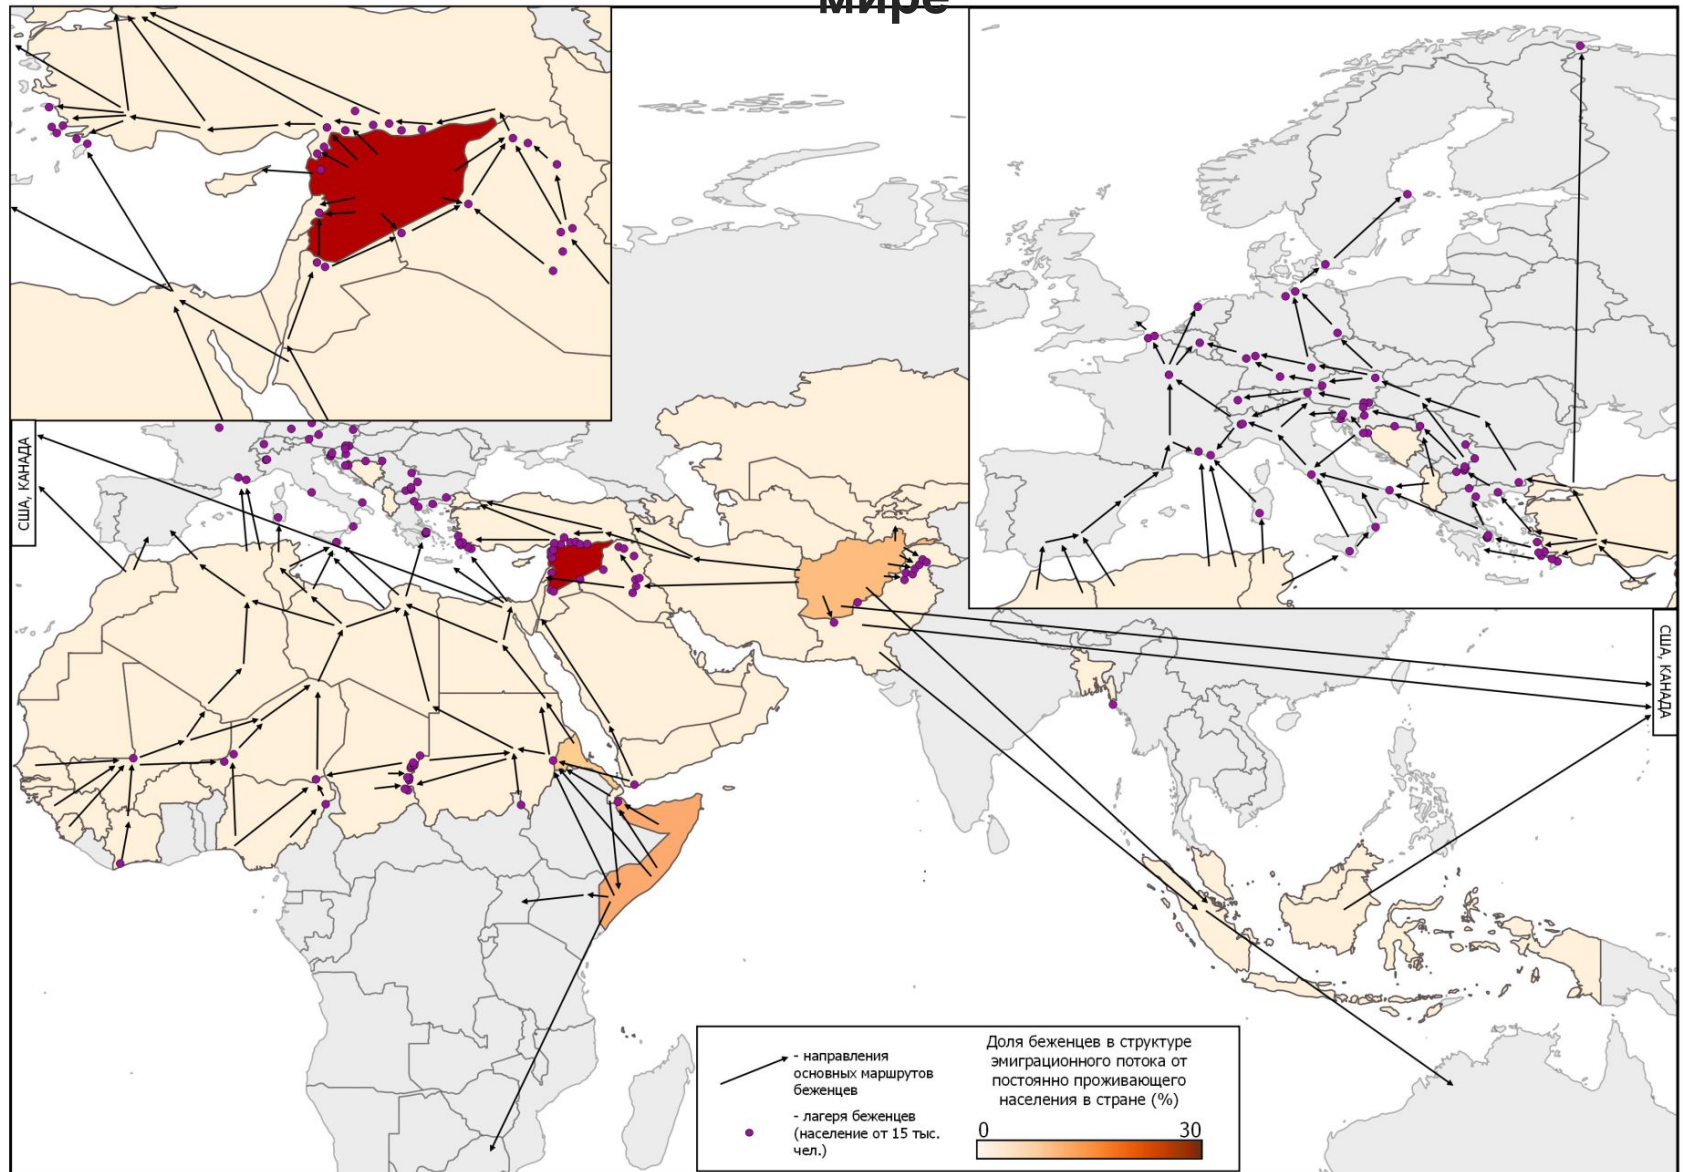 мире
США, КАНАДА
США, КАНАДА
- направления
основных маршрутов
беженцев
- лагеря беженцев
(население от 15 тыс.
чел.)
Доля беженцев в структуре
эмиграционного потока от
постоянно проживающего
населения в стране (%)
0 30